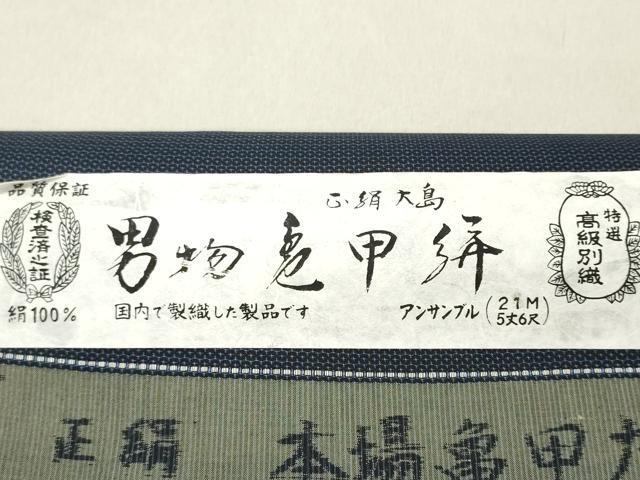 品質保証
検査済之証
絹100%
正絹大島
男物亀甲絣
国内で製織した製品です
アンサンブル(21M 5丈6尺)
特選
高級別織
正絹 本場亀甲大